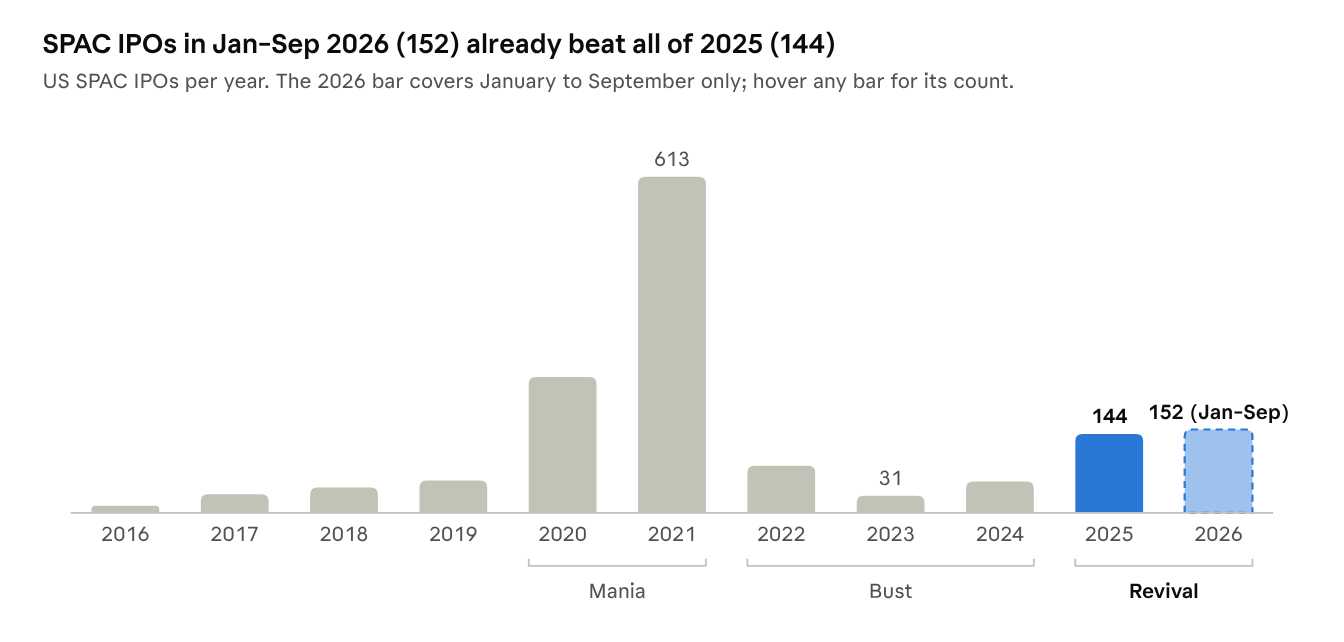 SPAC IPOs in Jan–Sep 2026 (152) already beat all of 2025 (144)
US SPAC IPOs per year. The 2026 bar covers January to September only; hover any bar for its count.
613
144
152 (Jan–Sep)
31
2016 2017 2018 2019 2020 2021 2022 2023 2024 2025 2026
Mania Bust Revival